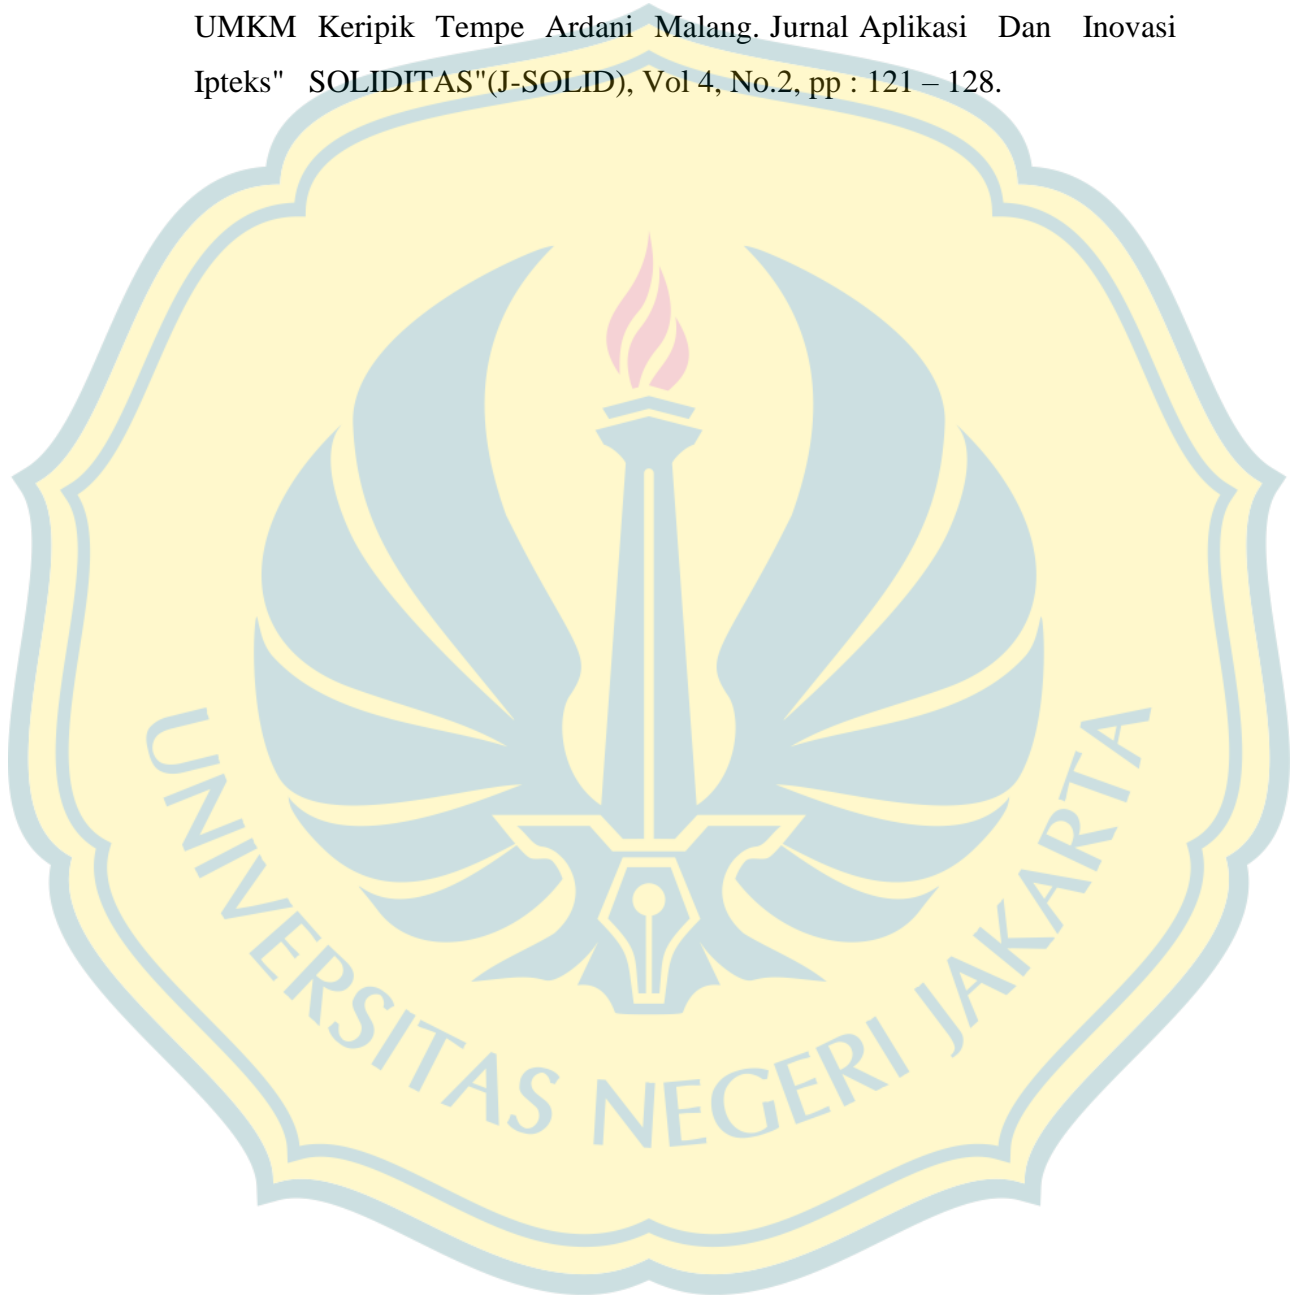 UMKM Keripik Tempe Ardani Malang. Jurnal Aplikasi Dan Inovasi
Ipteks" SOLIDITAS"(J-SOLID), Vol 4, No.2, pp : 121 – 128.
UNIVERSITAS NEGERI JAKARTA